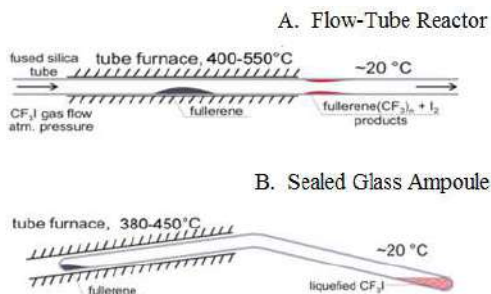 A. Flow-Tube Reactor
fused silica
tube
tube furnace, 400-550°C
~20 °C
CF₃I gas flow
atm. pressure
fullerene
fullerene(CF₃)ₙ + I₂
products
B. Sealed Glass Ampoule
tube furnace, 380-450°C
~20 °C
fullerene
liquefied CF₃I